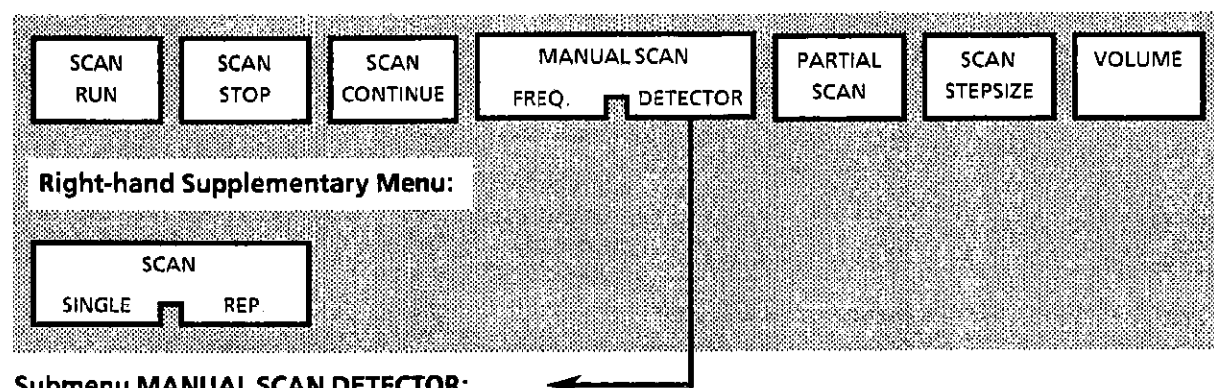 SCAN RUN
SCAN STOP
SCAN CONTINUE
MANUAL SCAN
FREQ. DETECTOR
PARTIAL SCAN
SCAN STEPSIZE
VOLUME
Right-hand Supplementary Menu:
SCAN
SINGLE REP.
Submenu MANUAL SCAN DETECTOR: